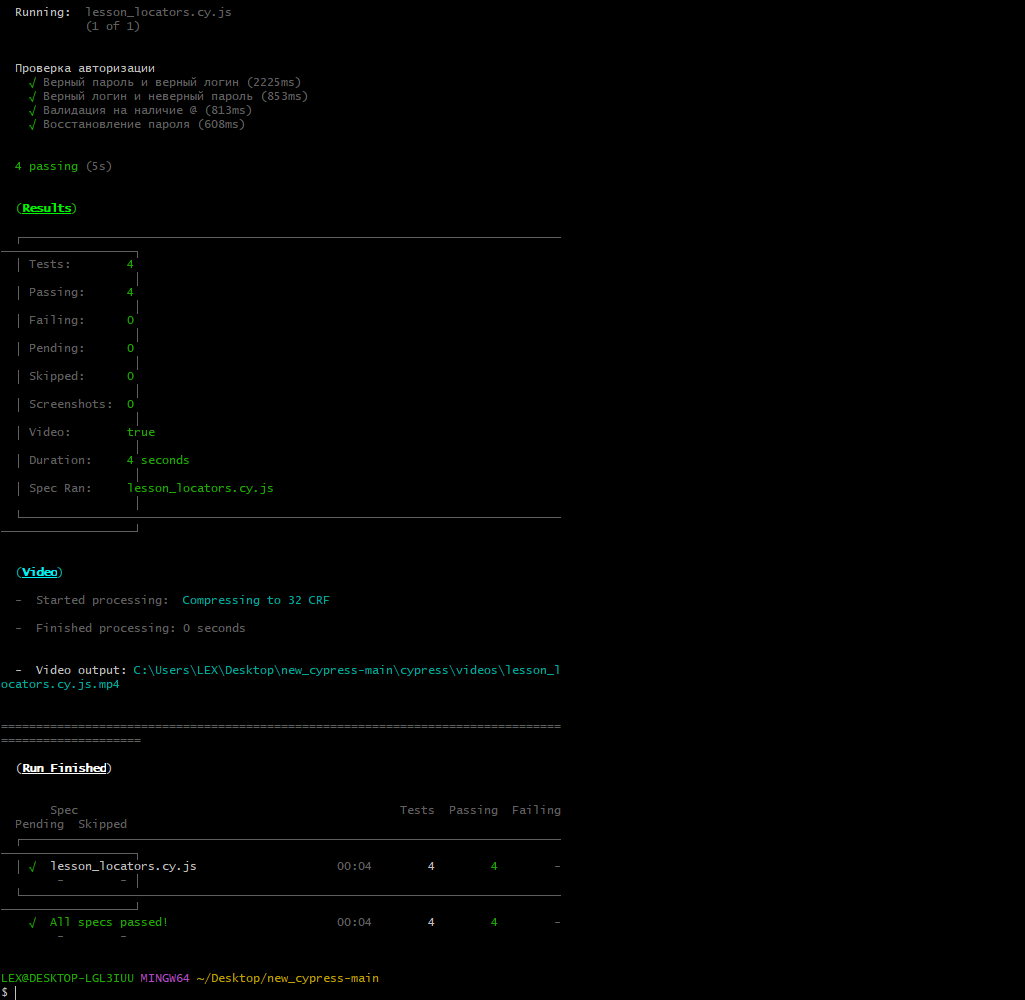 Running:  lesson_locators.cy.js
(1 of 1)
Проверка авторизации
√ Верный пароль и верный логин (2225ms)
√ Верный логин и неверный пароль (853ms)
√ Валидация на наличие @ (813ms)
√ Восстановление пароля (608ms)
4 passing (5s)
(Results)
│ Tests:        4
│
│ Passing:      4
│
│ Failing:      0
│
│ Pending:      0
│
│ Skipped:      0
│
│ Screenshots:  0
│
│ Video:        true
│
│ Duration:     4 seconds
│
│ Spec Ran:     lesson_locators.cy.js
│
(Video)
-  Started processing:  Compressing to 32 CRF
-  Finished processing: 0 seconds
-  Video output: C:\Users\LEX\Desktop\new_cypress-main\cypress\videos\lesson_l
ocators.cy.js.mp4
================================================================================
====================
(Run Finished)
Spec                                              Tests  Passing  Failing
Pending  Skipped
│ √  lesson_locators.cy.js                    00:04        4        4        -
-        - │
√  All specs passed!                        00:04        4        4        -
-        -
LEX@DESKTOP-LGL3IUU MINGW64 ~/Desktop/new_cypress-main
$